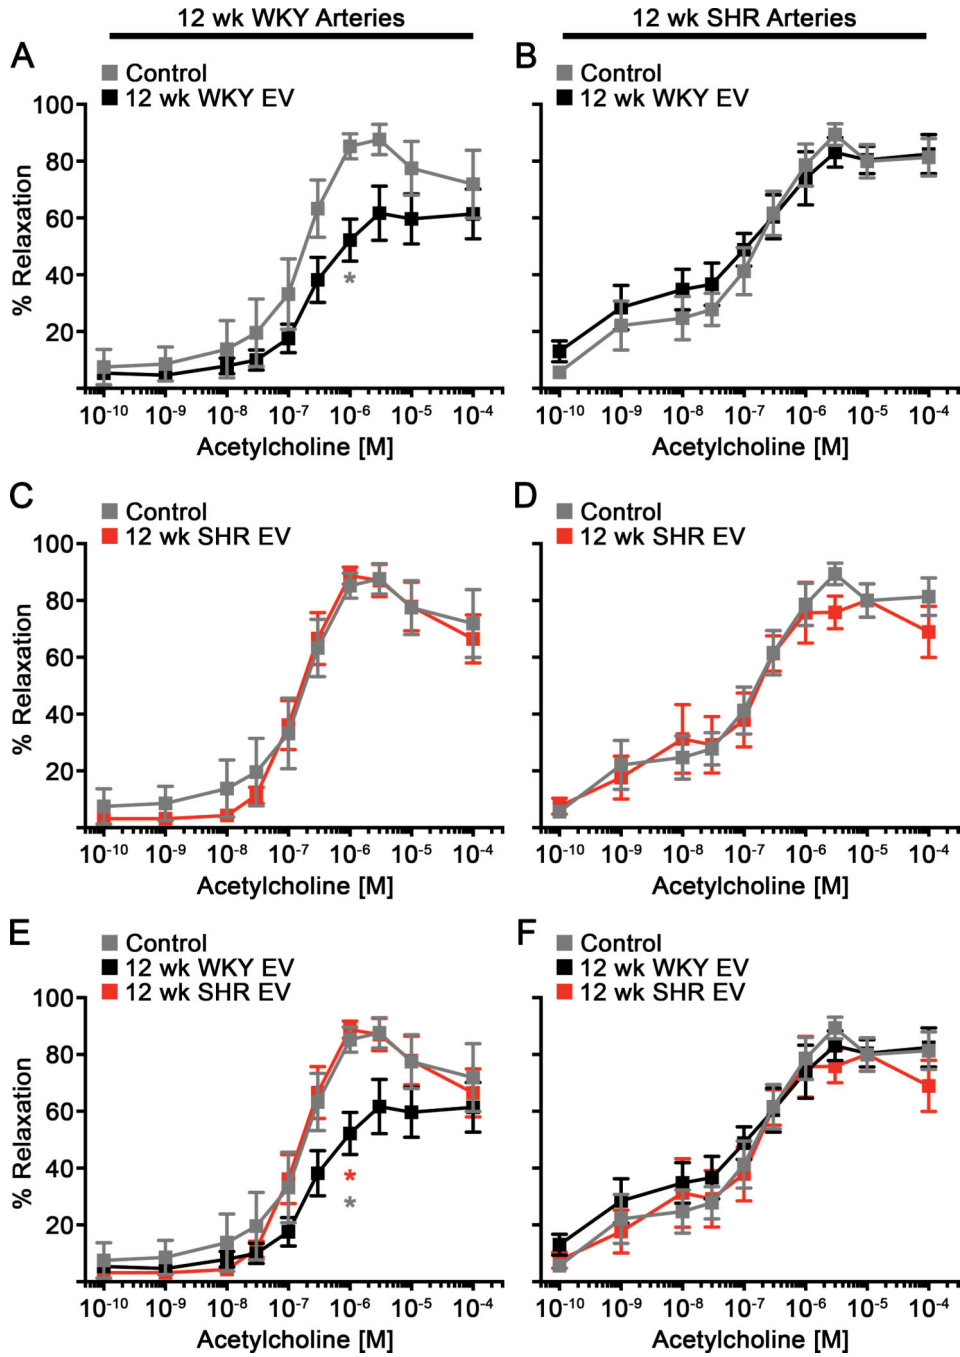 12 wk WKY Arteries
12 wk SHR Arteries
A
Control
12 wk WKY EV
100
80
60
40
20
% Relaxation
10⁻¹⁰ 10⁻⁹ 10⁻⁸ 10⁻⁷ 10⁻⁶ 10⁻⁵ 10⁻⁴
Acetylcholine [M]
*
B
Control
12 wk WKY EV
10⁻¹⁰ 10⁻⁹ 10⁻⁸ 10⁻⁷ 10⁻⁶ 10⁻⁵ 10⁻⁴
Acetylcholine [M]
C
Control
12 wk SHR EV
100
80
60
40
20
% Relaxation
10⁻¹⁰ 10⁻⁹ 10⁻⁸ 10⁻⁷ 10⁻⁶ 10⁻⁵ 10⁻⁴
Acetylcholine [M]
D
Control
12 wk SHR EV
10⁻¹⁰ 10⁻⁹ 10⁻⁸ 10⁻⁷ 10⁻⁶ 10⁻⁵ 10⁻⁴
Acetylcholine [M]
E
Control
12 wk WKY EV
12 wk SHR EV
100
80
60
40
20
% Relaxation
*
*
10⁻¹⁰ 10⁻⁹ 10⁻⁸ 10⁻⁷ 10⁻⁶ 10⁻⁵ 10⁻⁴
Acetylcholine [M]
F
Control
12 wk WKY EV
12 wk SHR EV
10⁻¹⁰ 10⁻⁹ 10⁻⁸ 10⁻⁷ 10⁻⁶ 10⁻⁵ 10⁻⁴
Acetylcholine [M]